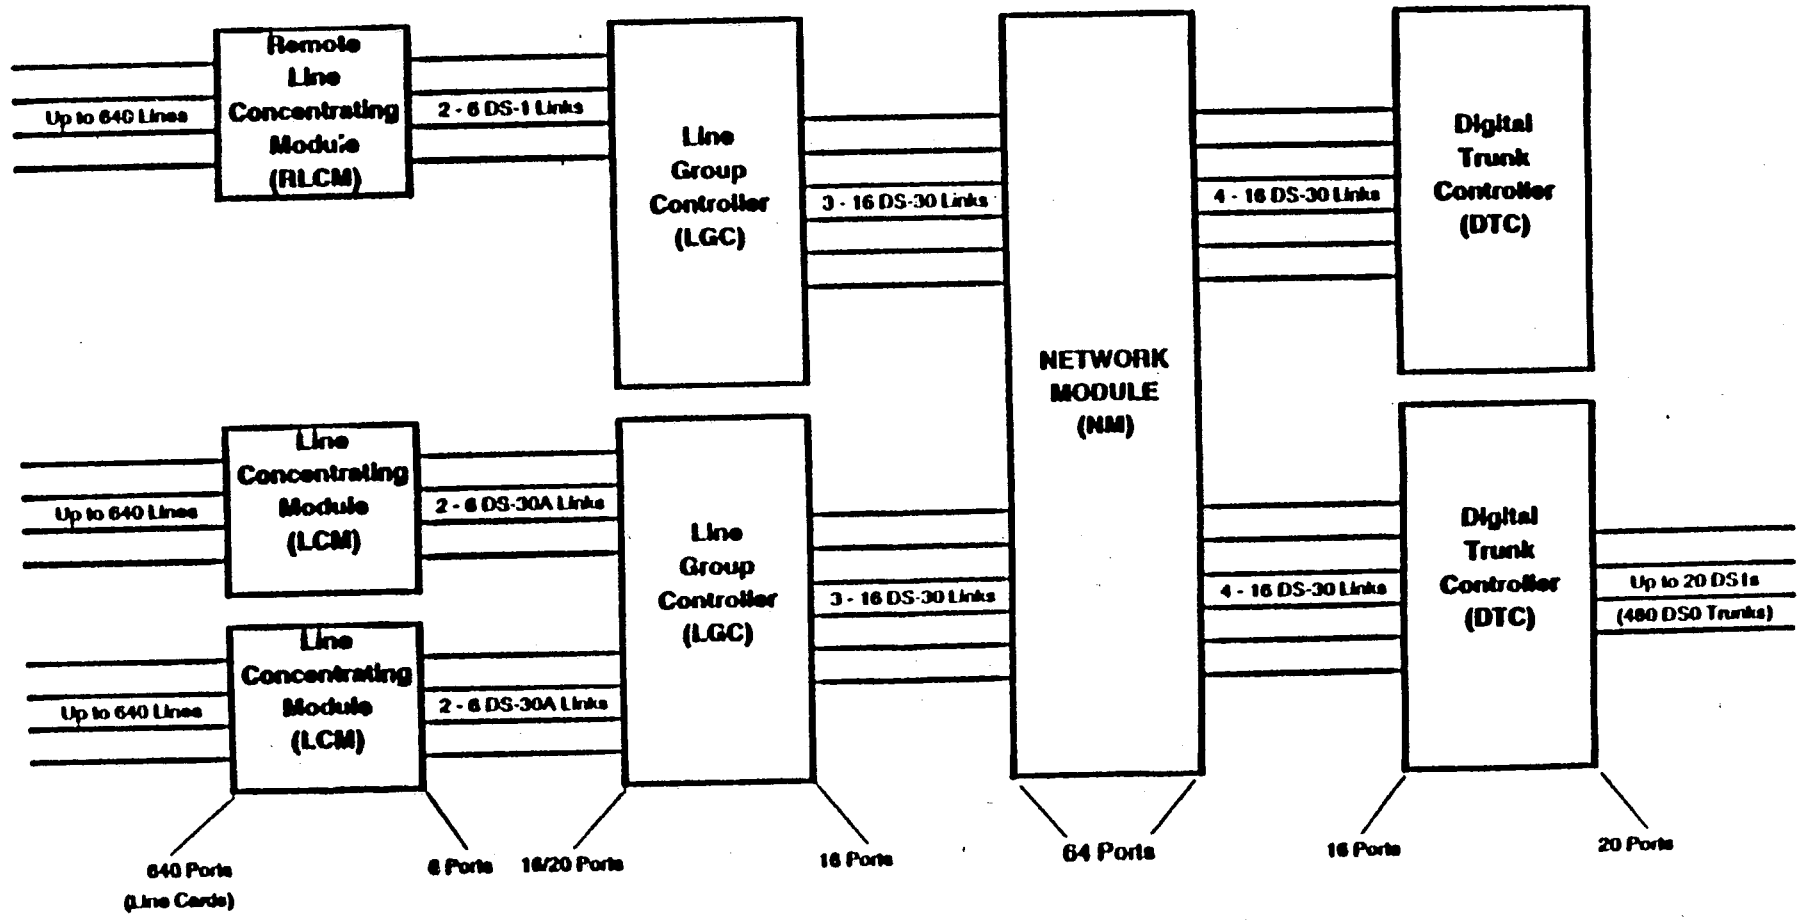 Remote
Line
Concentrating
Module
(RLCM)
Up to 640 Lines
2 - 6 DS-1 Links
Line
Group
Controller
(LGC)
3 - 16 DS-30 Links
NETWORK
MODULE
(NM)
4 - 16 DS-30 Links
Digital
Trunk
Controller
(DTC)
Line
Concentrating
Module
(LCM)
Up to 640 Lines
2 - 6 DS-30A Links
Line
Group
Controller
(LGC)
3 - 16 DS-30 Links
4 - 16 DS-30 Links
Digital
Trunk
Controller
(DTC)
Up to 20 DS1s
(480 DS0 Trunks)
Line
Concentrating
Module
(LCM)
Up to 640 Lines
2 - 6 DS-30A Links
640 Ports
(Line Cards)
6 Ports
16/20 Ports
16 Ports
64 Ports
16 Ports
20 Ports